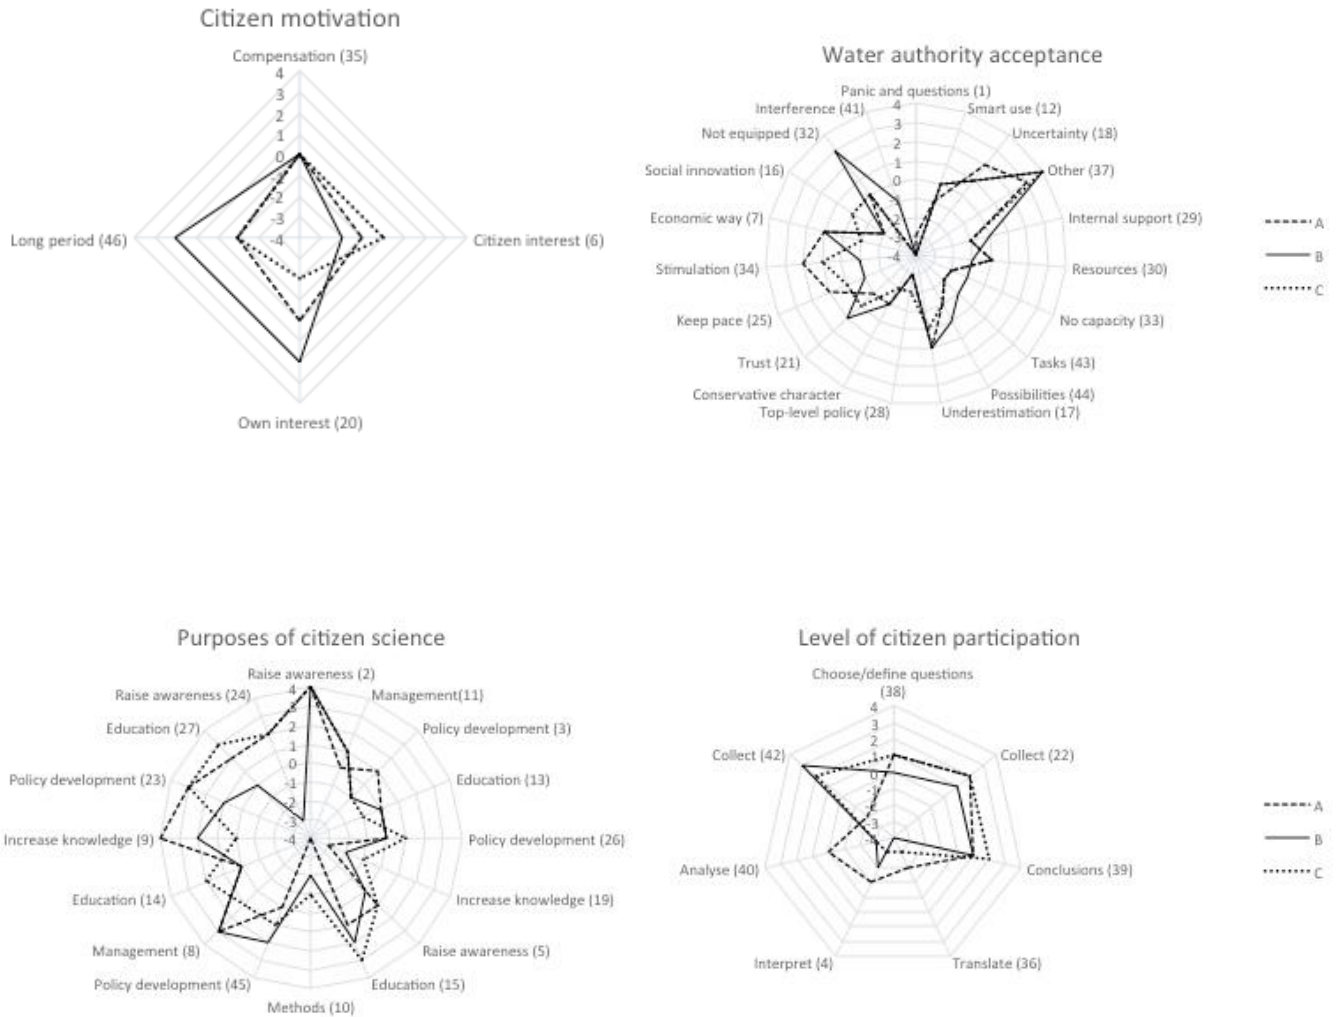 Citizen motivation
Compensation (35)
4
3
2
1
0
-2
-3
-4
Long period (46)
Citizen interest (6)
Own interest (20)
Water authority acceptance
Panic and questions (1)
Interference (41)
4
Smart use (12)
Not equipped (32)
3
Uncertainty (18)
2
Social innovation (16)
1
Other (37)
0
Economic way (7)
-2
Internal support (29)
-4
Stimulation (34)
Resources (30)
Keep pace (25)
No capacity (33)
Trust (21)
Tasks (43)
Conservative character
Possibilities (44)
Top-level policy (28)
Underestimation (17)
A
B
C
Purposes of citizen science
Raise awareness (2)
Raise awareness (24)
4
Management(11)
3
Education (27)
2
Policy development (3)
1
0
Policy development (23)
Education (13)
-2
-3
Increase knowledge (9)
-4
Policy development (26)
Education (14)
Increase knowledge (19)
Management (8)
Raise awareness (5)
Policy development (45)
Education (15)
Methods (10)
Level of citizen participation
Choose/define questions
(38)
4
3
2
1
Collect (42)
Collect (22)
0
-3
-4
Analyse (40)
Conclusions (39)
Interpret (4)
Translate (36)
A
B
C